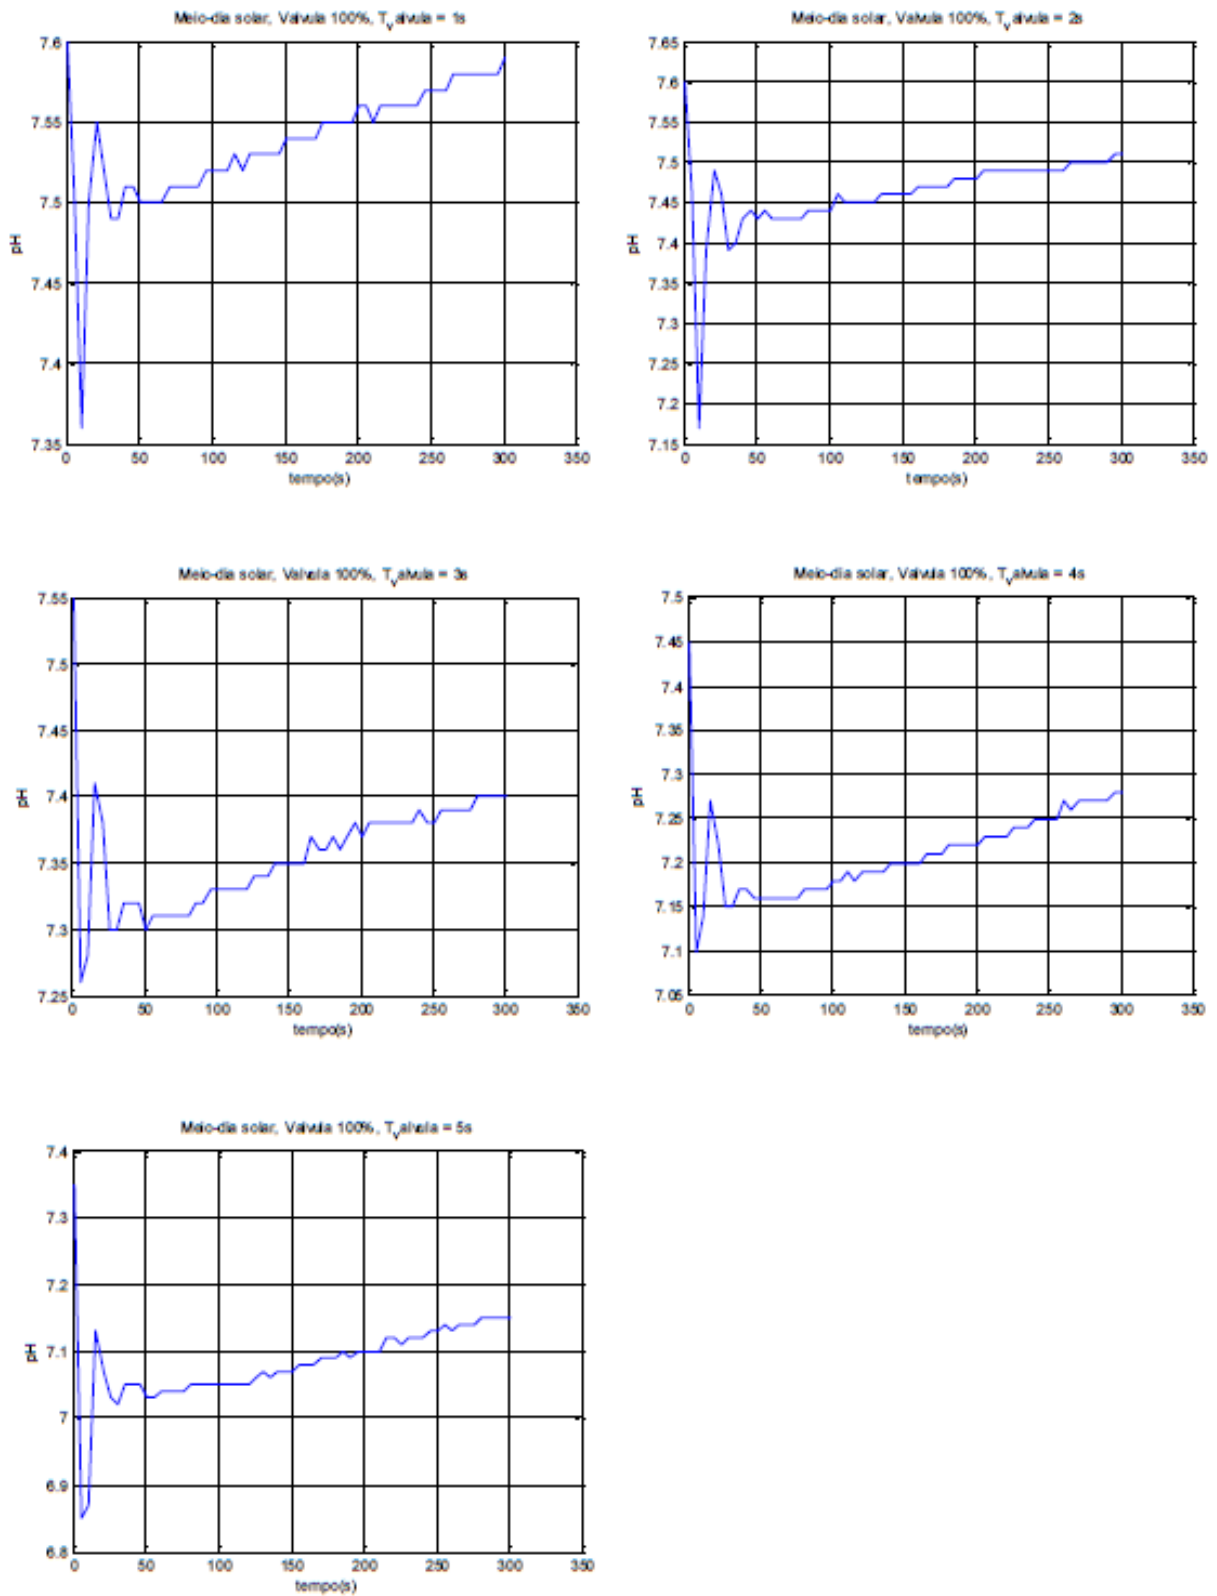 Meio-dia solar, Valvula 100%, T_valvula = 1s
7.6
7.55
7.5
7.45
7.4
7.35
pH
0 50 100 150 200 250 300 350
tempo(s)
Meio-dia solar, Valvula 100%, T_valvula = 2s
7.65
7.6
7.55
7.5
7.45
7.4
7.35
7.3
7.25
7.2
7.15
pH
0 50 100 150 200 250 300 350
tempo(s)
Meio-dia solar, Valvula 100%, T_valvula = 3s
7.55
7.5
7.45
7.4
7.35
7.3
7.25
pH
0 50 100 150 200 250 300 350
tempo(s)
Meio-dia solar, Valvula 100%, T_valvula = 4s
7.5
7.45
7.4
7.35
7.3
7.25
7.2
7.15
7.1
7.05
pH
0 50 100 150 200 250 300 350
tempo(s)
Meio-dia solar, Valvula 100%, T_valvula = 5s
7.4
7.3
7.2
7.1
7
6.9
6.8
pH
0 50 100 150 200 250 300 350
tempo(s)